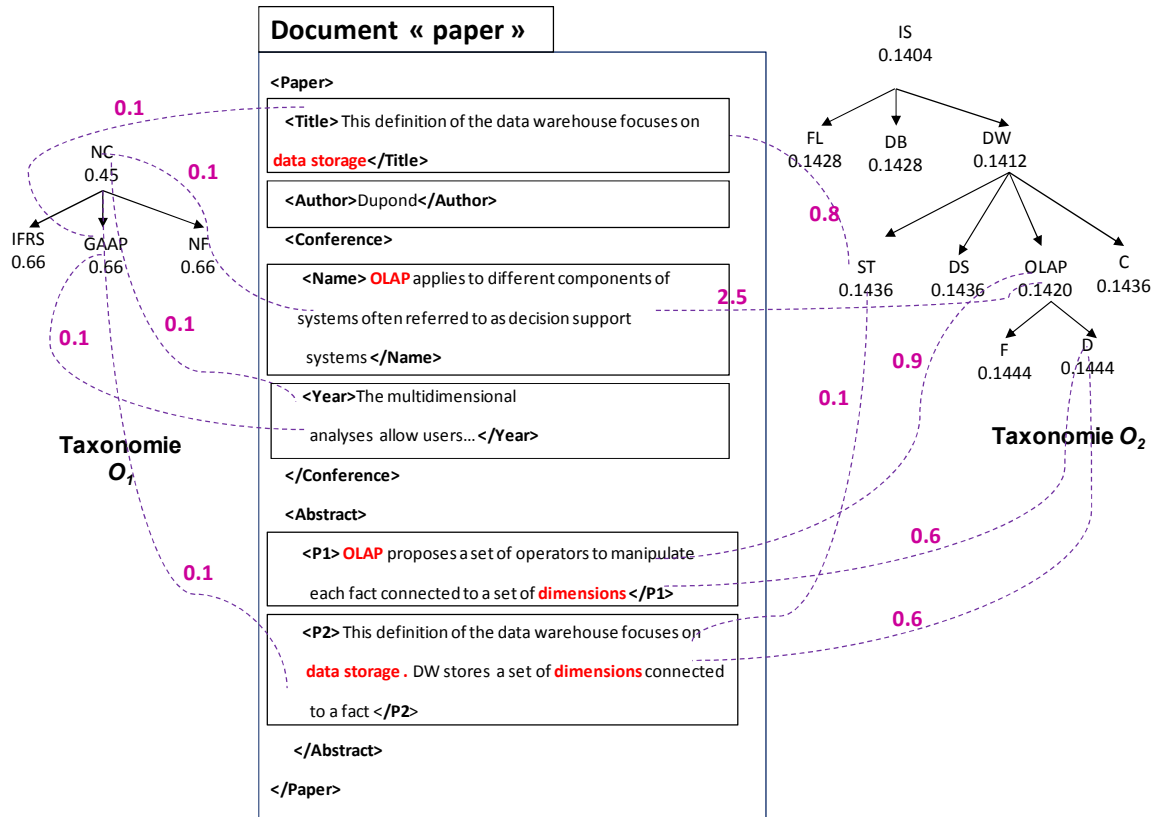 Document « paper »
<Paper>
<Title> This definition of the data warehouse focuses on
data storage</Title>
<Author>Dupond</Author>
<Conference>
<Name> OLAP applies to different components of
systems often referred to as decision support
systems </Name>
<Year>The multidimensional
analyses allow users… </Year>
</Conference>
<Abstract>
<P1> OLAP proposes a set of operators to manipulate
each fact connected to a set of dimensions </P1>
<P2> This definition of the data warehouse focuses on
data storage . DW stores a set of dimensions connected
to a fact </P2>
</Abstract>
</Paper>
NC
0.45
IFRS
0.66
GAAP
0.66
NF
0.66
Taxonomie
O1
0.1
0.1
0.1
0.1
0.1
IS
0.1404
FL
0.1428
DB
0.1428
DW
0.1412
ST
0.1436
DS
0.1436
OLAP
0.1420
C
0.1436
F
0.1444
D
0.1444
Taxonomie O2
0.8
2.5
0.9
0.1
0.6
0.6